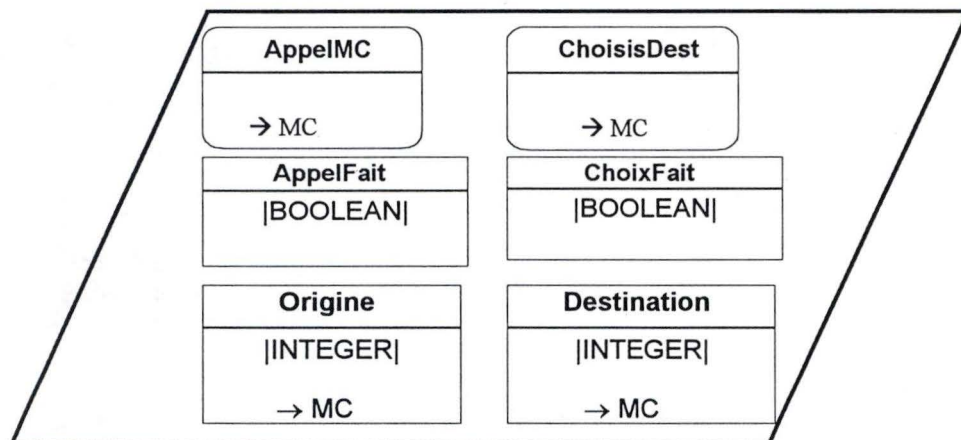 AppelMC
→ MC
ChoisisDest
→ MC
AppelFait
|BOOLEAN|
ChoixFait
|BOOLEAN|
Origine
|INTEGER|
→ MC
Destination
|INTEGER|
→ MC